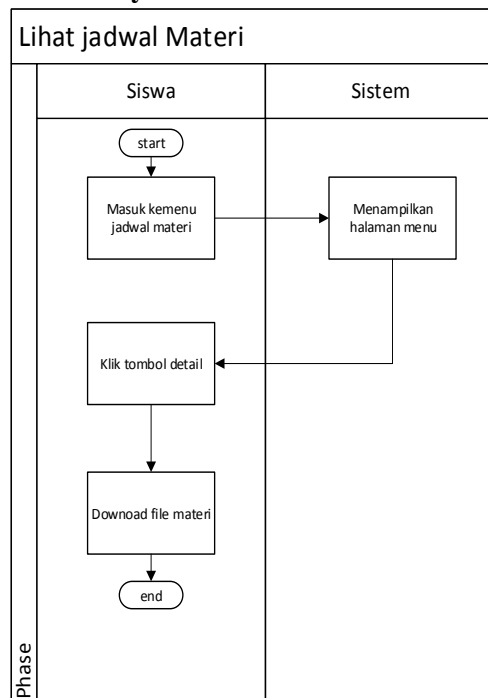 Lihat jadwal Materi
Siswa
Sistem
start
Masuk kemenu
jadwal materi
Menampilkan
halaman menu
Klik tombol detail
Downoad file materi
end
Phase